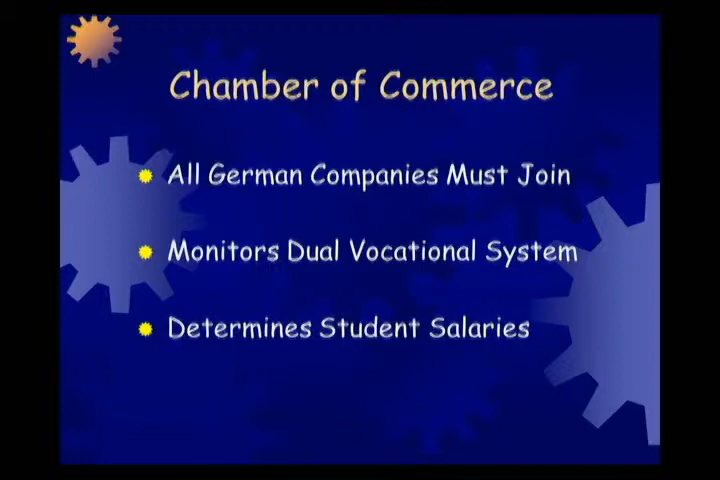 Chamber of Commerce
All German Companies Must Join
Monitors Dual Vocational System
Determines Student Salaries